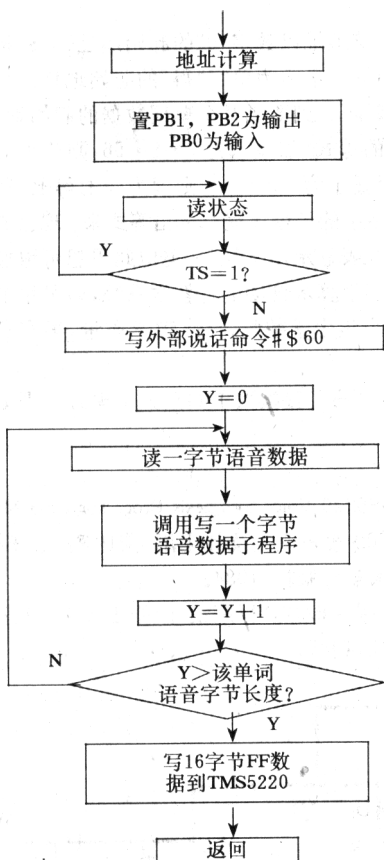 地址计算
置PB1，PB2为输出
PB0为输入
读状态
Y
TS=1?
N
写外部说话命令#$60
Y=0
读一字节语音数据
调用写一个字节
语音数据子程序
Y=Y+1
N
Y>该单词
语音字节长度?
Y
写16字节FF数
据到TMS5220
返回